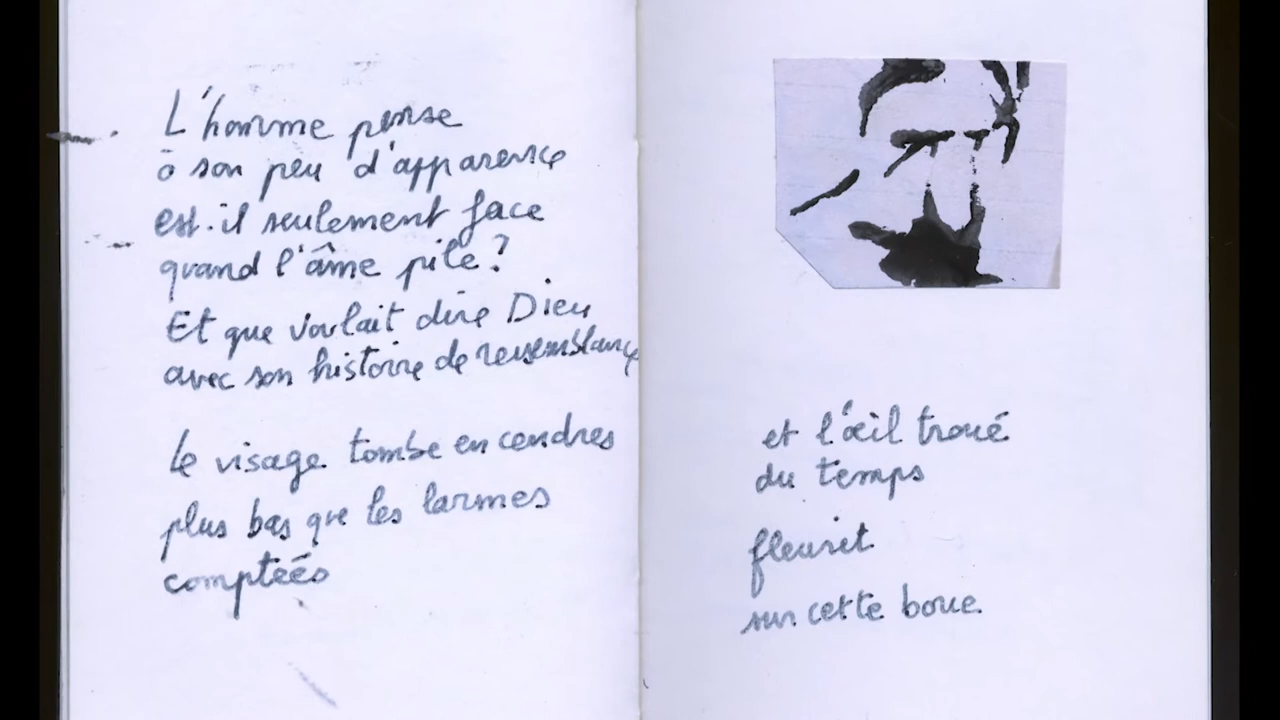 L'homme pense
à son peu d'apparence
est-il seulement face
quand l'âme pile ?
Et que voulait dire Dieu
avec son histoire de ressemblance
le visage tombe en cendres
plus bas que les larmes
comptées
et l'œil troué
du temps
fleurit
sur cette boue